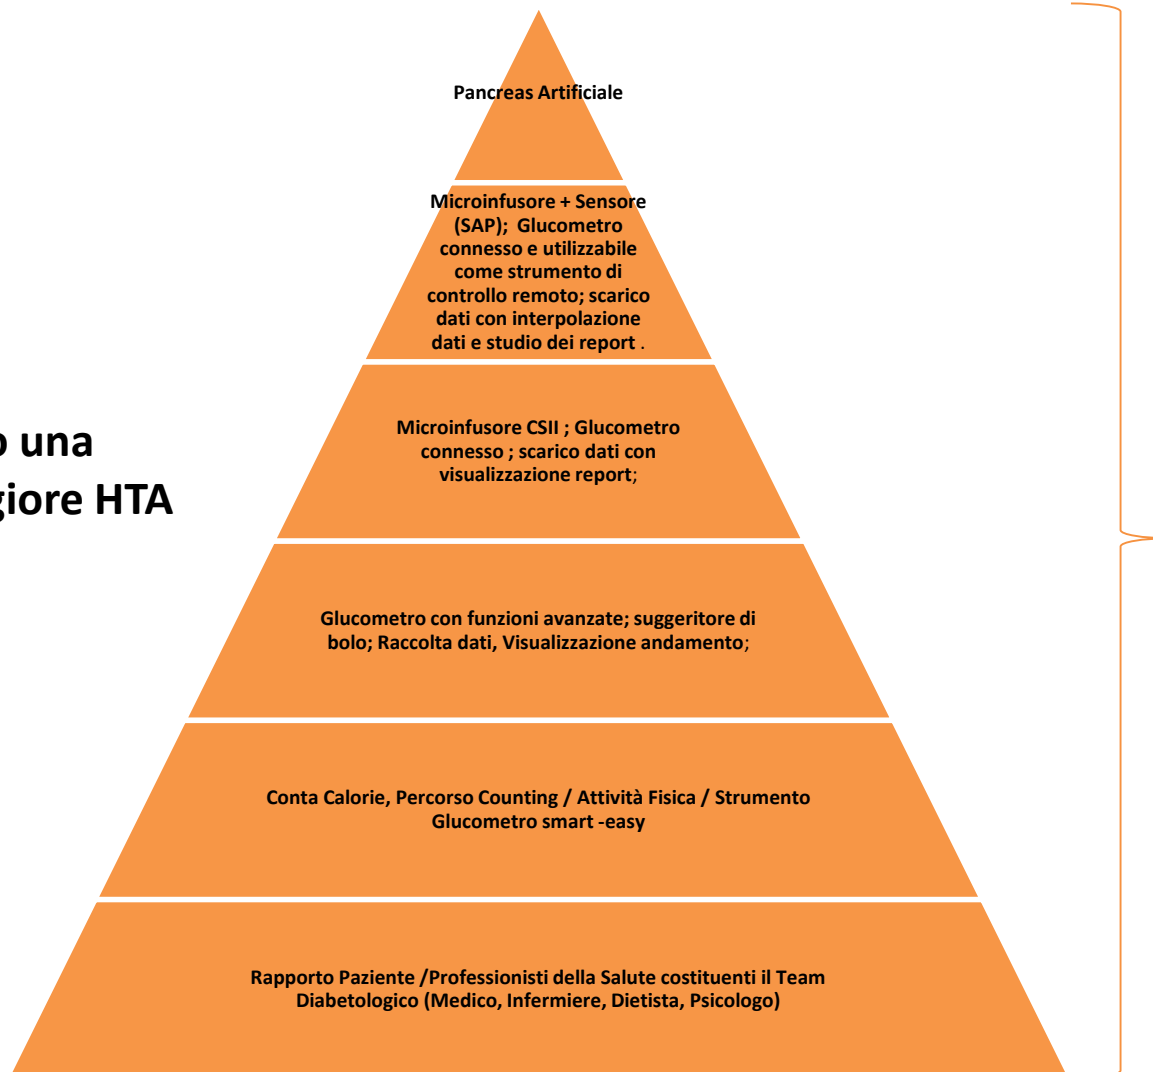 Pancreas Artificiale
Microinfusore + Sensore
(SAP);  Glucometro
connesso e utilizzabile
come strumento di
controllo remoto; scarico
dati con interpolazione
dati e studio dei report .
o una
giore HTA
Microinfusore CSII ; Glucometro
connesso ; scarico dati con
visualizzazione report;
Glucometro con funzioni avanzate; suggeritore di
bolo; Raccolta dati, Visualizzazione andamento;
Conta Calorie, Percorso Counting / Attività Fisica / Strumento
Glucometro smart -easy
Rapporto Paziente /Professionisti della Salute costituenti il Team
Diabetologico (Medico, Infermiere, Dietista, Psicologo)